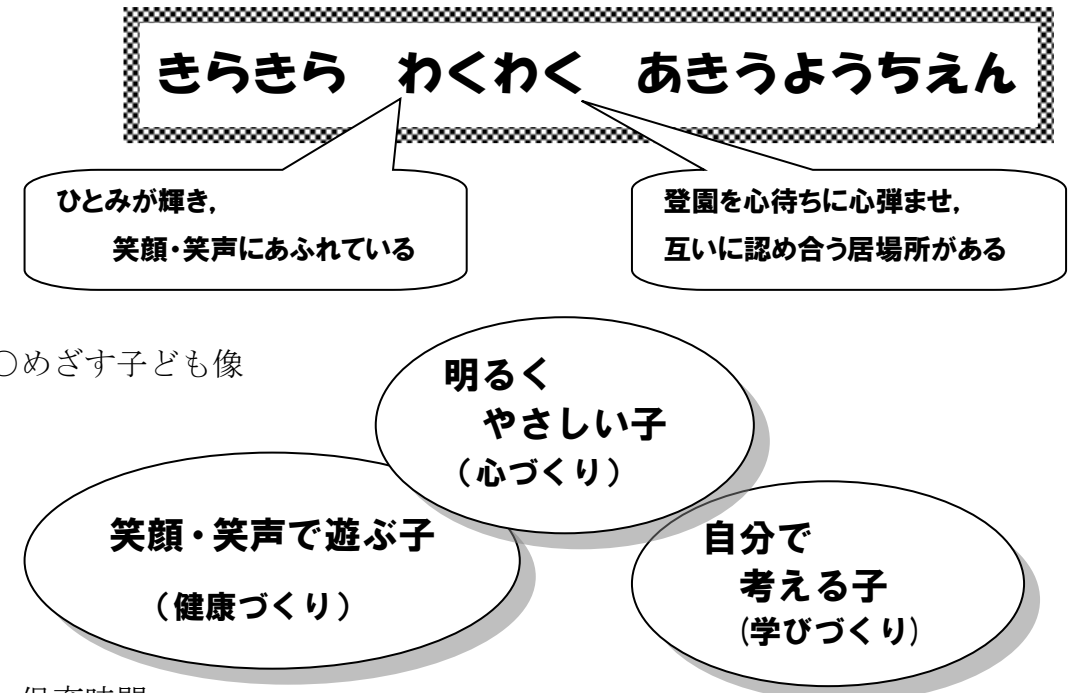 きらきら　わくわく　あきうようちえん
ひとみが輝き，
笑顔・笑声にあふれている
登園を心待ちに心弾ませ，
互いに認め合う居場所がある
○めざす子ども像
明るく
やさしい子
（心づくり）
笑顔・笑声で遊ぶ子
（健康づくり）
自分で
考える子
（学びづくり）
保育時間